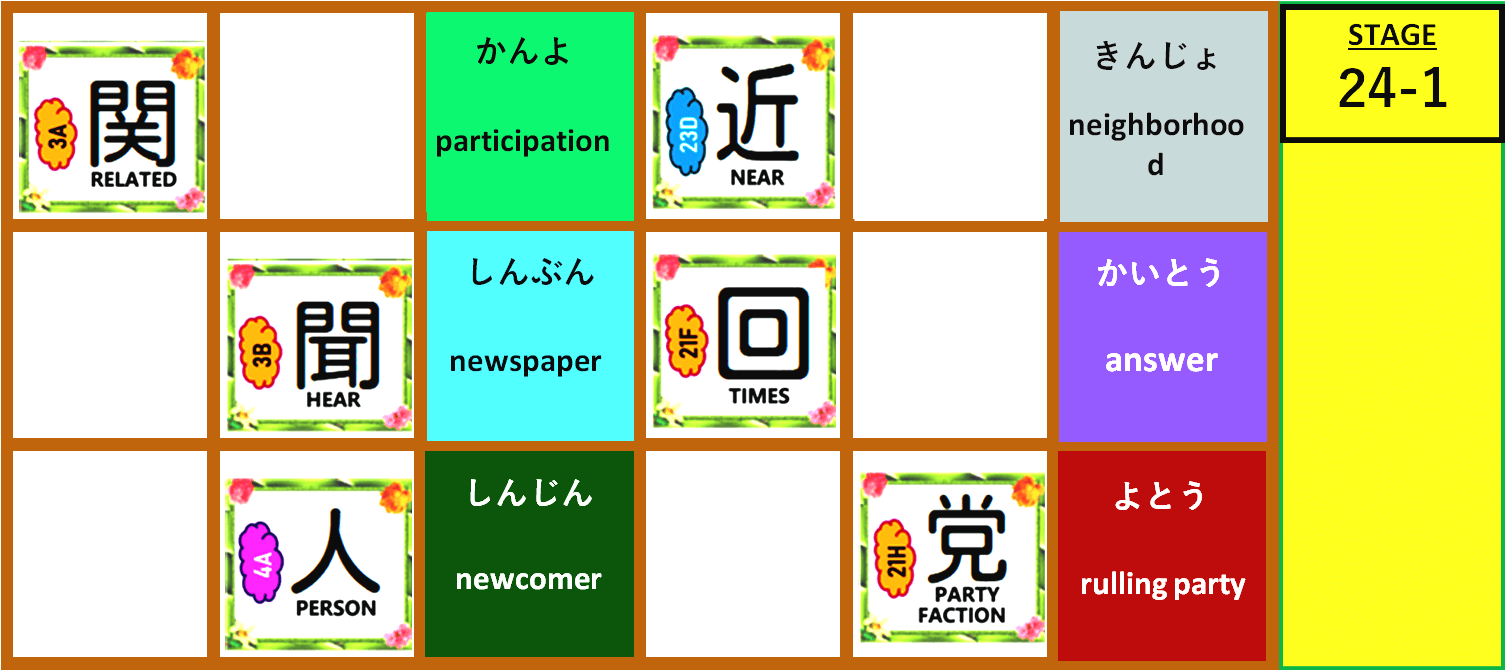 3A
関
RELATED
かんよ
participation
23D
近
NEAR
きんじょ
neighborhoo
d
STAGE
24-1
3B
聞
HEAR
しんぶん
newspaper
21F
回
TIMES
かいとう
answer
4A
人
PERSON
しんじん
newcomer
21H
党
PARTY
FACTION
よとう
rulling party